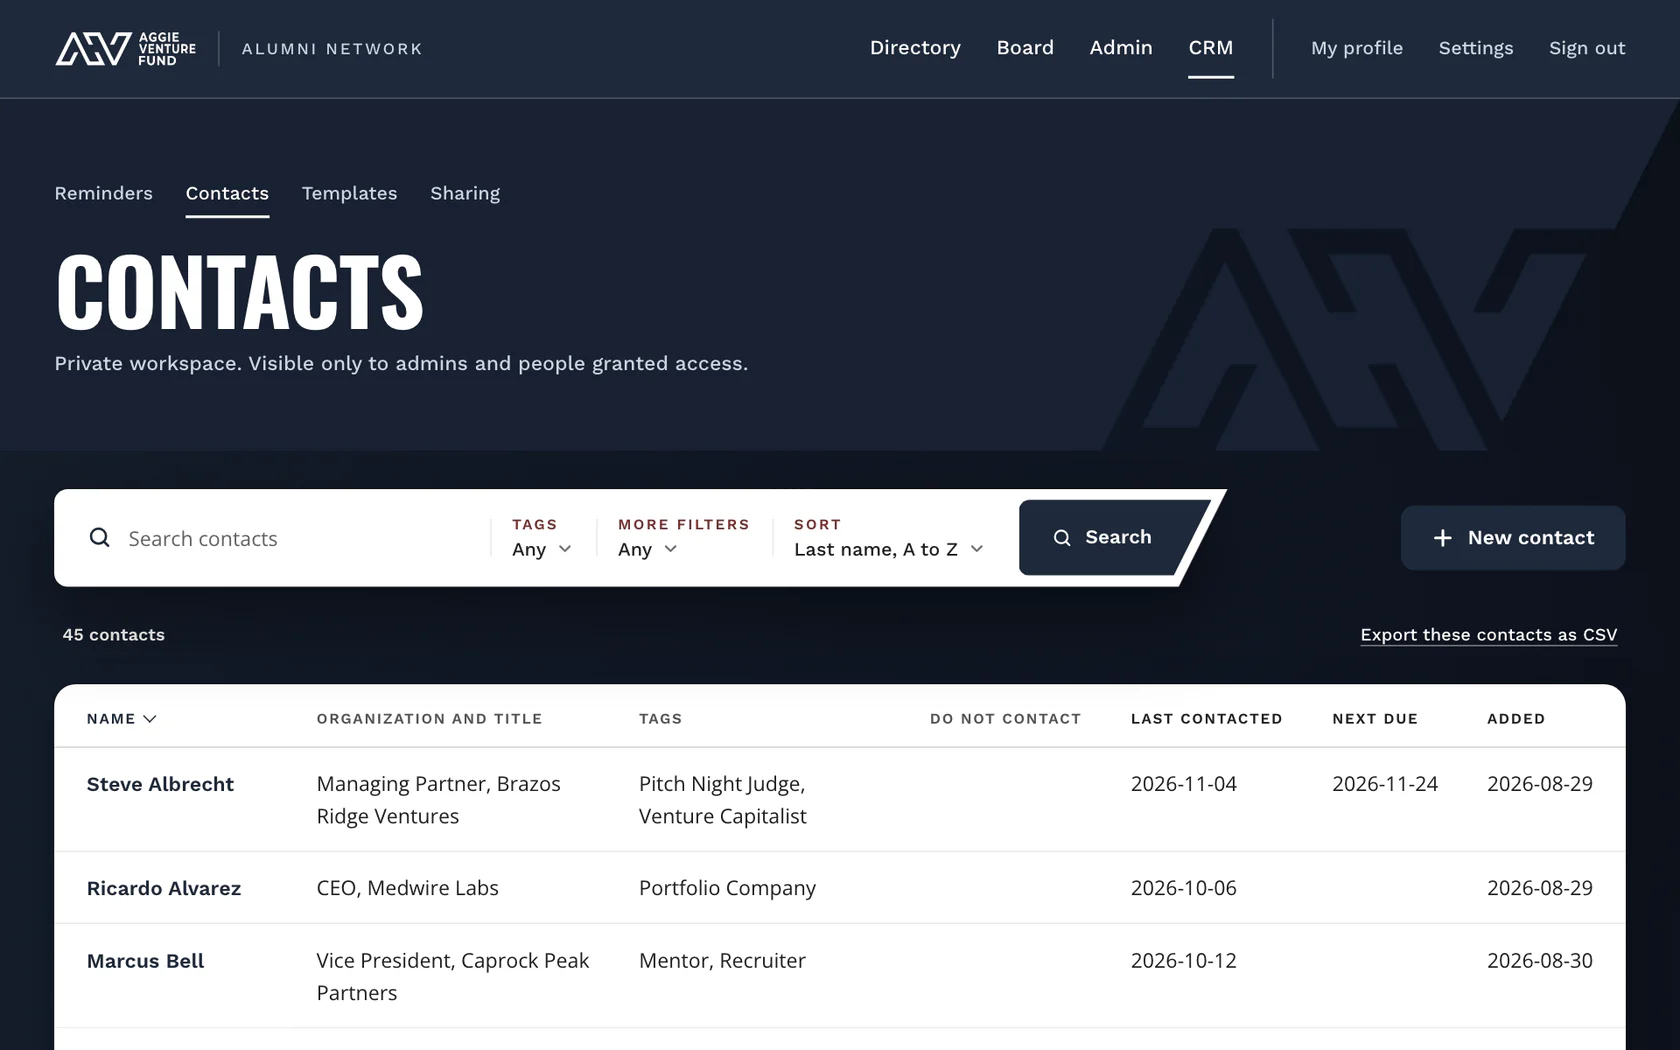 AGGIE
VENTURE
FUND
ALUMNI NETWORK
Directory
Board
Admin
CRM
My profile
Settings
Sign out
Reminders
Contacts
Templates
Sharing
CONTACTS
Private workspace. Visible only to admins and people granted access.
Search contacts
TAGS
Any
MORE FILTERS
Any
SORT
Last name, A to Z
Search
New contact
45 contacts
Export these contacts as CSV
NAME
ORGANIZATION AND TITLE
TAGS
DO NOT CONTACT
LAST CONTACTED
NEXT DUE
ADDED
Steve Albrecht
Managing Partner, Brazos
Ridge Ventures
Pitch Night Judge,
Venture Capitalist
2026-11-04
2026-11-24
2026-08-29
Ricardo Alvarez
CEO, Medwire Labs
Portfolio Company
2026-10-06
2026-08-29
Marcus Bell
Vice President, Caprock Peak
Partners
Mentor, Recruiter
2026-10-12
2026-08-30